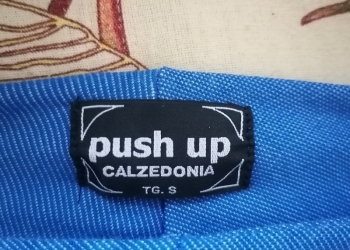 push up
CALZEDONIA
TG. S